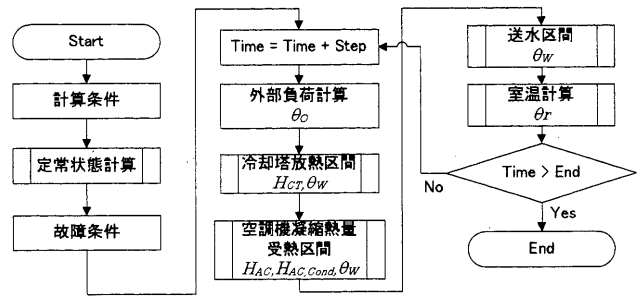 Start
計算条件
定常状態計算
故障条件
Time = Time + Step
外部負荷計算
θO
冷却塔放熱区間
HCT,θW
空調機凝縮熱量
受熱区間
HAC,HAC,Cond,θW
送水区間
θW
室温計算
θr
Time > End
No
Yes
End